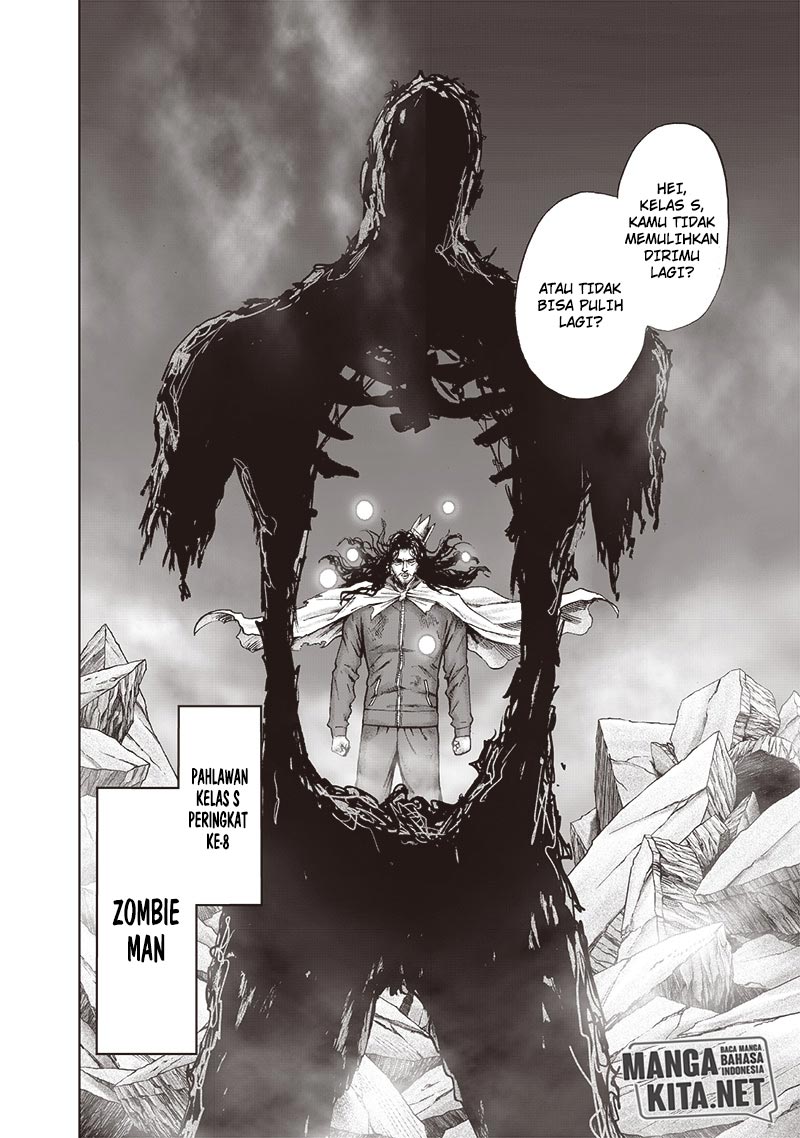 HEI,
KELAS S,
KAMU TIDAK
MEMULIHKAN
DIRIMU
LAGI?
ATAU TIDAK
BISA PULIH
LAGI?
PAHLAWAN
KELAS S
PERINGKAT
KE-8
ZOMBIE
MAN
MANGA
KITA.NET
BACA MANGA
BAHASA
INDONESIA